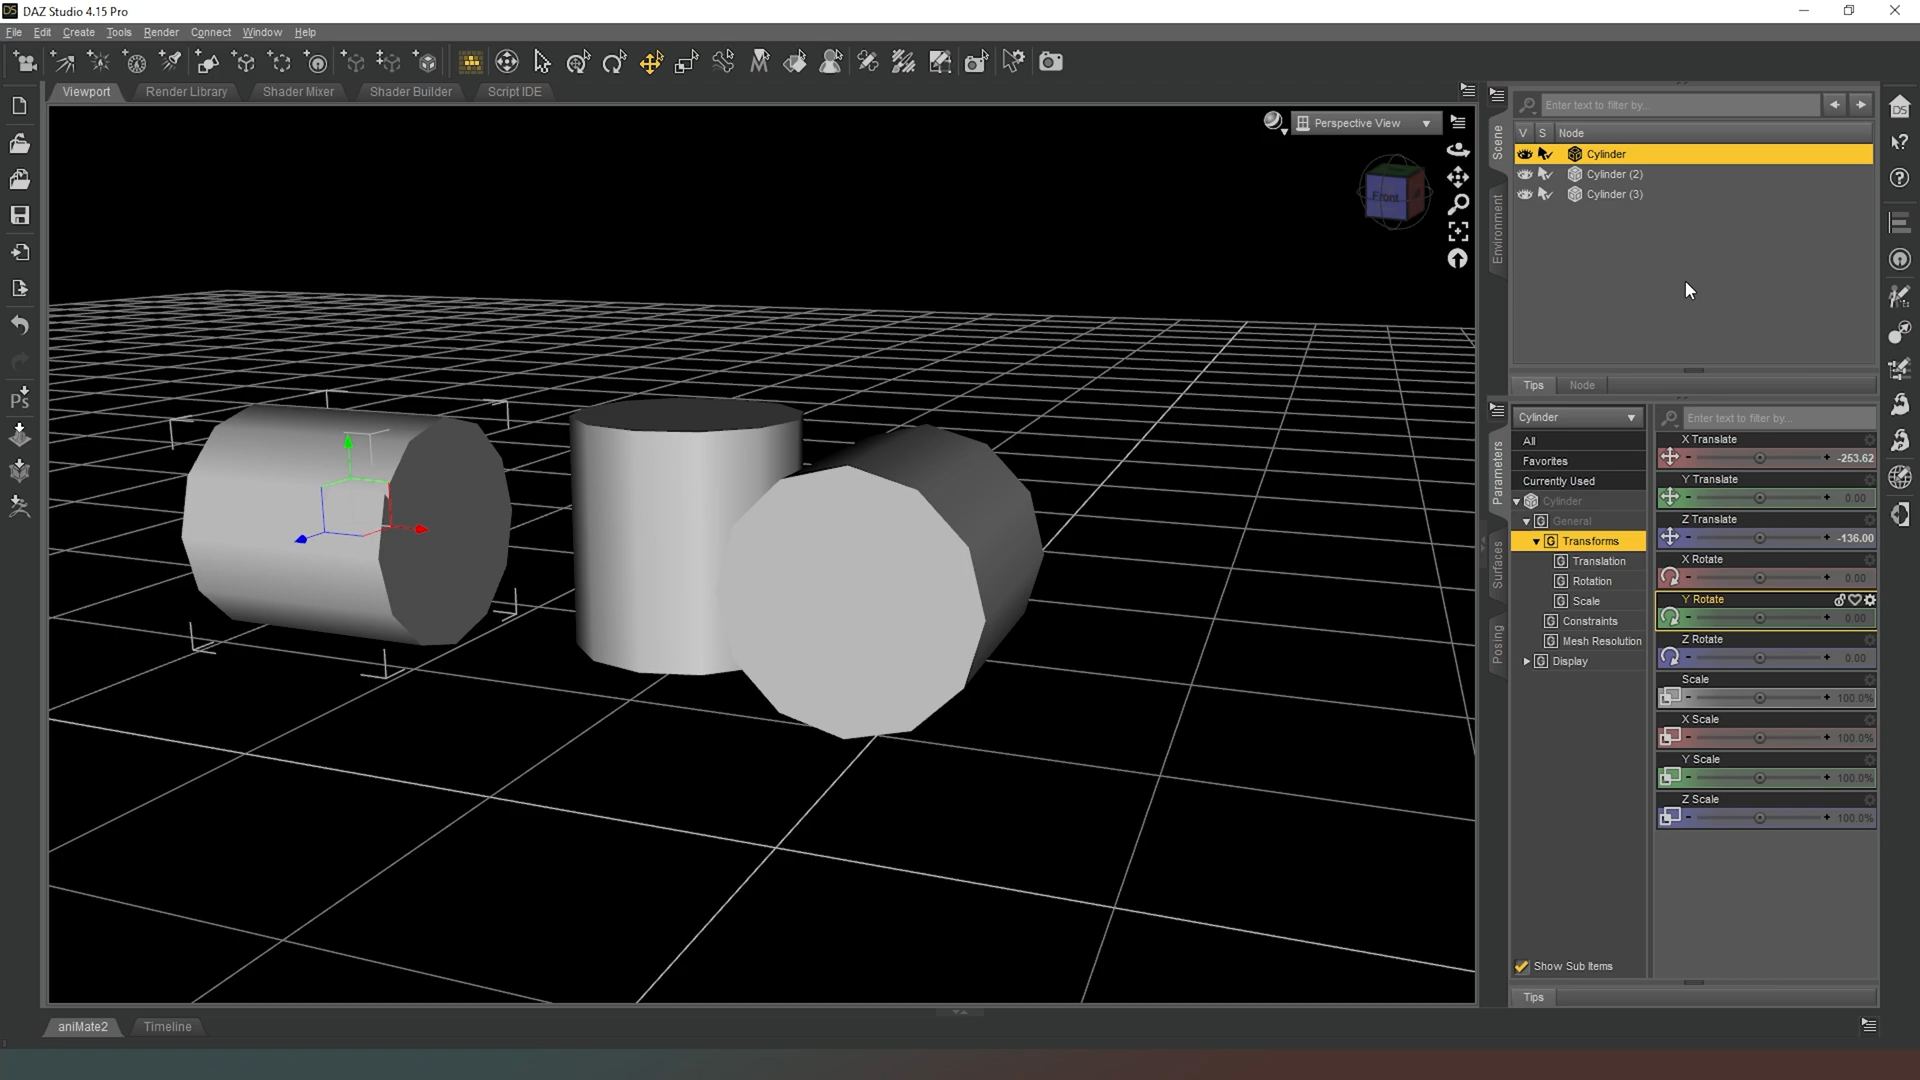 DAZ Studio 4.15 Pro
File Edit Create Tools Render Connect Window Help
Viewport Render Library Shader Mixer Shader Builder Script IDE
Perspective View
Front
Scene
Environment
Enter text to filter by...
V S Node
Cylinder
Cylinder (2)
Cylinder (3)
Tips Node
Parameters
Surfaces
Posing
Cylinder
All
Favorites
Currently Used
Cylinder
General
Transforms
Translation
Rotation
Scale
Constraints
Mesh Resolution
Display
Show Sub Items
Enter text to filter by...
X Translate
-253.62
Y Translate
0.00
Z Translate
-136.00
X Rotate
0.00
Y Rotate
0.00
Z Rotate
0.00
Scale
100.0%
X Scale
100.0%
Y Scale
100.0%
Z Scale
100.0%
Tips
aniMate2 Timeline